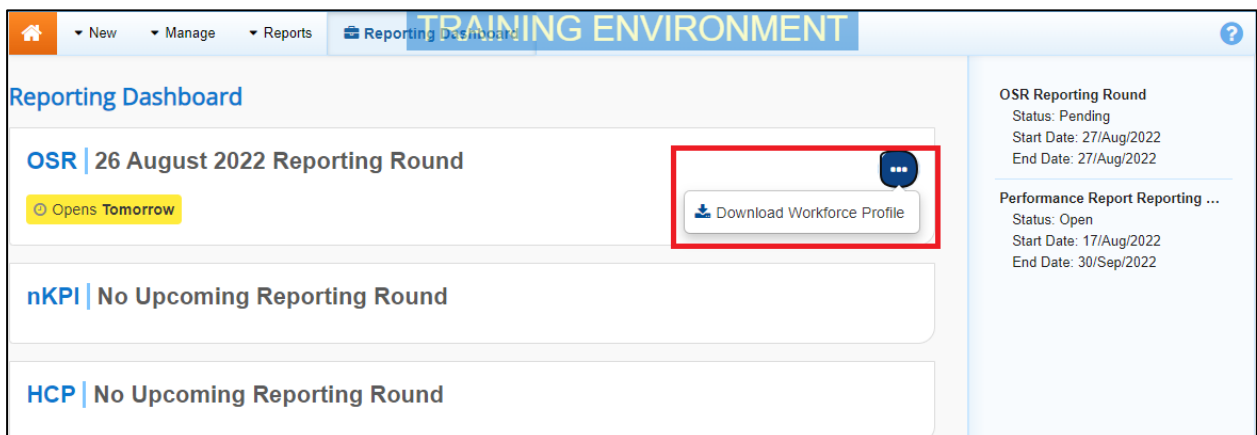 New
Manage
Reports
Reporting Dashboard
TRAINING ENVIRONMENT
?
Reporting Dashboard
OSR | 26 August 2022 Reporting Round
Opens Tomorrow
Download Workforce Profile
nKPI | No Upcoming Reporting Round
HCP | No Upcoming Reporting Round
OSR Reporting Round
Status: Pending
Start Date: 27/Aug/2022
End Date: 27/Aug/2022
Performance Report Reporting ...
Status: Open
Start Date: 17/Aug/2022
End Date: 30/Sep/2022